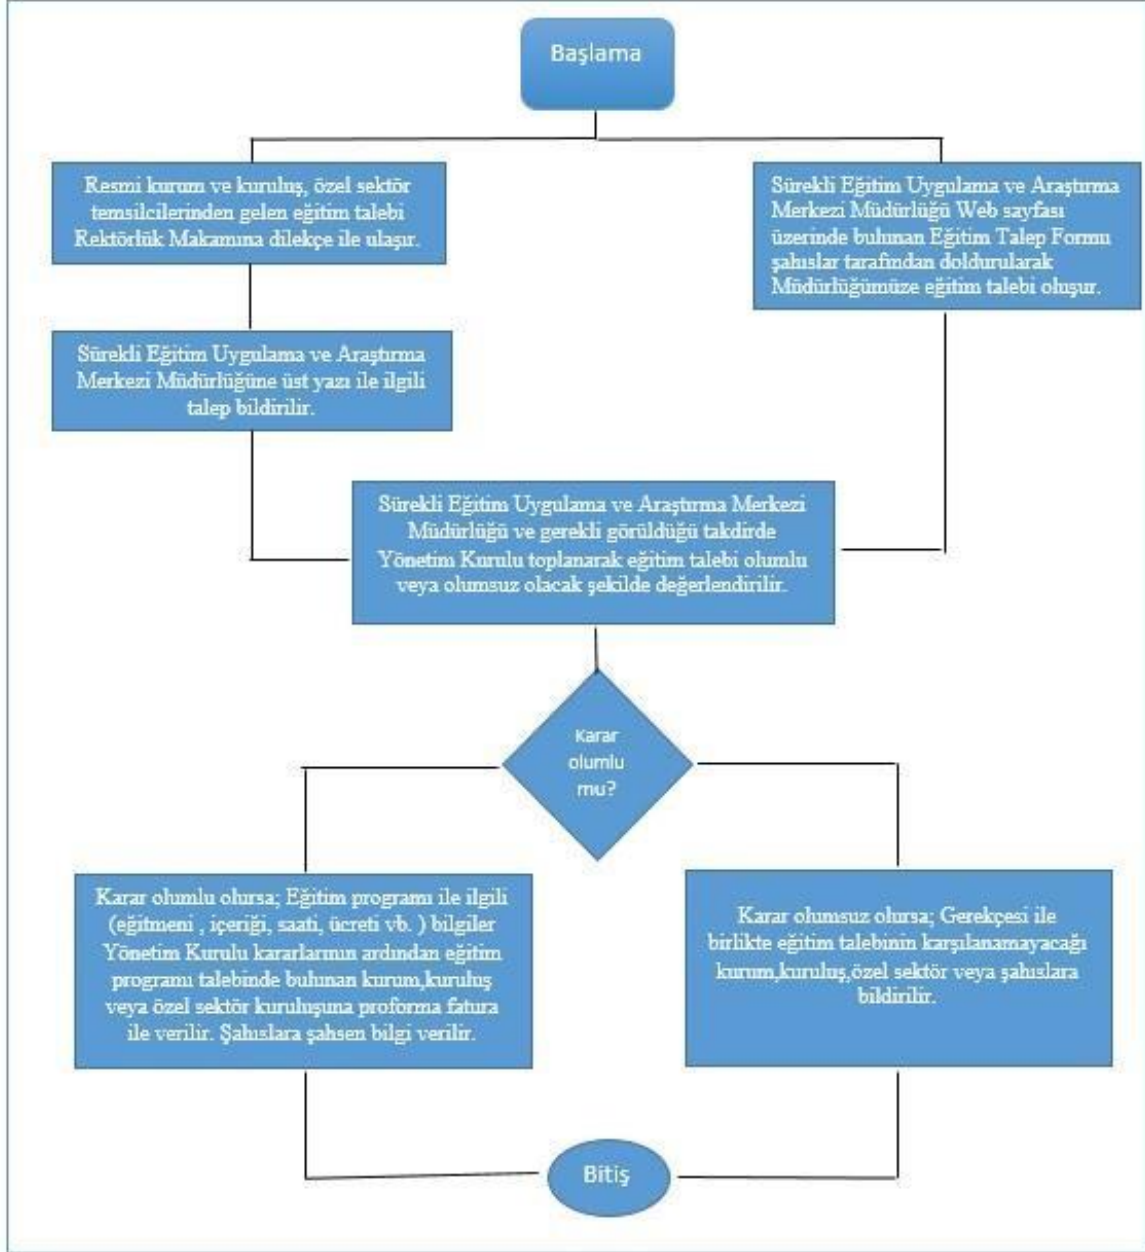 Başlama
Resmi kurum ve kuruluş, özel sektör
temsilcilerinden gelen eğitim talebi
Rektörlük Makamına dilekçe ile ulaşır.
Sürekli Eğitim Uygulama ve Araştırma
Merkezi Müdürlüğü Web sayfası
üzerinde bulunan Eğitim Talep Formu
şahıslar tarafından doldurularak
Müdürlüğümüze eğitim talebi oluşur.
Sürekli Eğitim Uygulama ve Araştırma
Merkezi Müdürlüğüne üst yazı ile ilgili
talep bildirilir.
Sürekli Eğitim Uygulama ve Araştırma Merkezi
Müdürlüğü ve gerekli görüldüğü takdirde
Yönetim Kurulu toplanarak eğitim talebi olumlu
veya olumsuz olacak şekilde değerlendirilir.
Karar
olumlu
mu?
Karar olumlu olursa; Eğitim programı ile ilgili
(eğitmeni , içeriği, saati, ücreti vb. ) bilgiler
Yönetim Kurulu kararlarının ardından eğitim
programı talebinde bulunan kurum,kuruluş
veya özel sektör kuruluşuna proforma fatura
ile verilir. Şahıslara şahsen bilgi verilir.
Karar olumsuz olursa; Gerekçesi ile
birlikte eğitim talebinin karşılanamayacağı
kurum,kuruluş,özel sektör veya şahıslara
bildirilir.
Bitiş